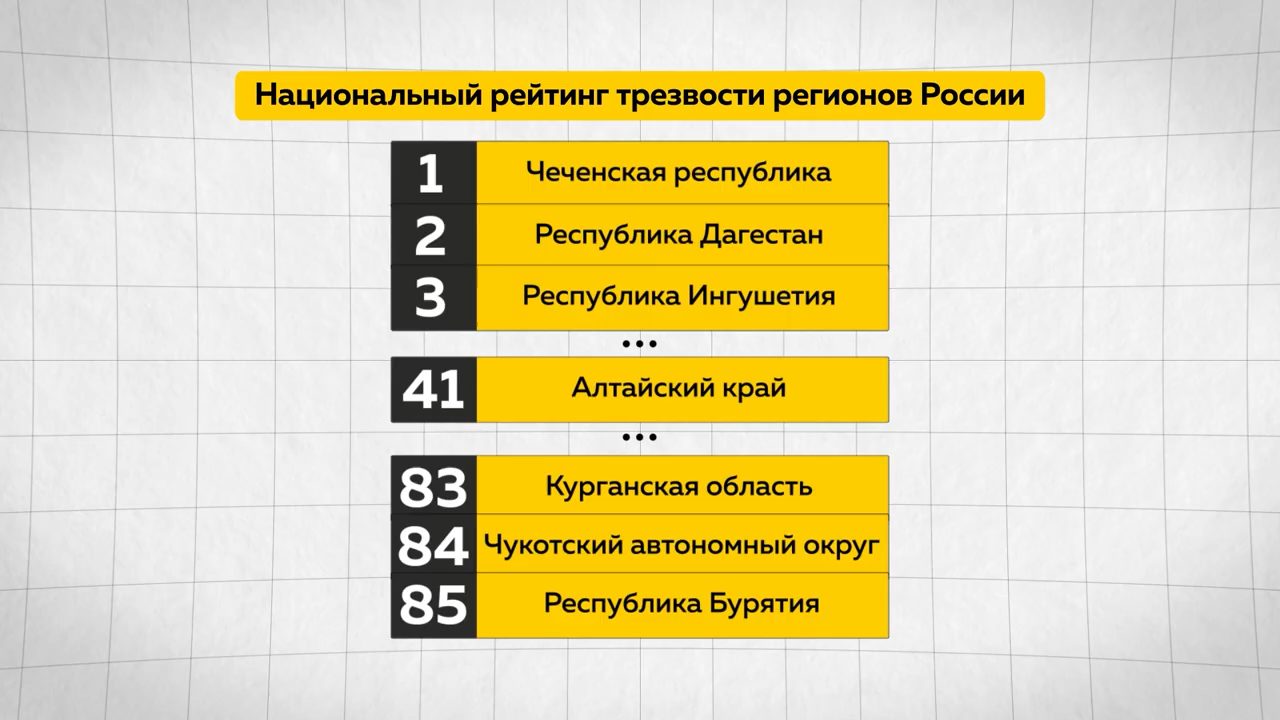 Национальный рейтинг трезвости регионов России
1 Чеченская республика
2 Республика Дагестан
3 Республика Ингушетия
...
41 Алтайский край
...
83 Курганская область
84 Чукотский автономный округ
85 Республика Бурятия